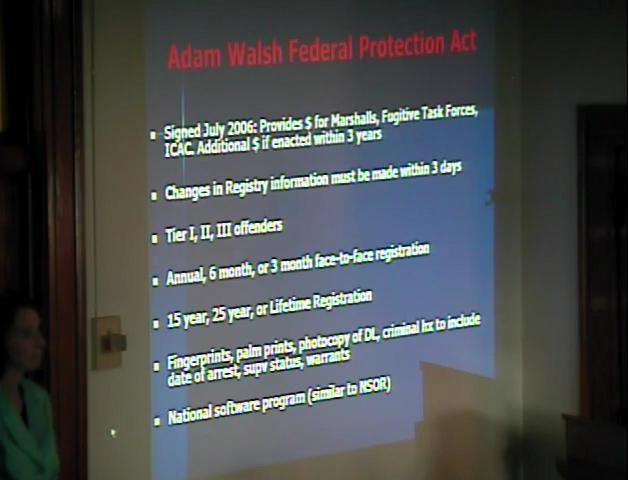 Adam Walsh Federal Protection Act
▪ Signed July 2006: Provides $ for Marshalls, Fugitive Task Forces,
ICAC. Additional $ if enacted within 3 years
▪ Changes in Registry information must be made within 3 days
▪ Tier I, II, III offenders
▪ Annual, 6 month, or 3 month face-to-face registration
▪ 15 year, 25 year, or Lifetime Registration
▪ Fingerprints, palm prints, photocopy of DL, criminal hx to include
date of arrest, supv status, warrants
▪ National software program (similar to NSOR)